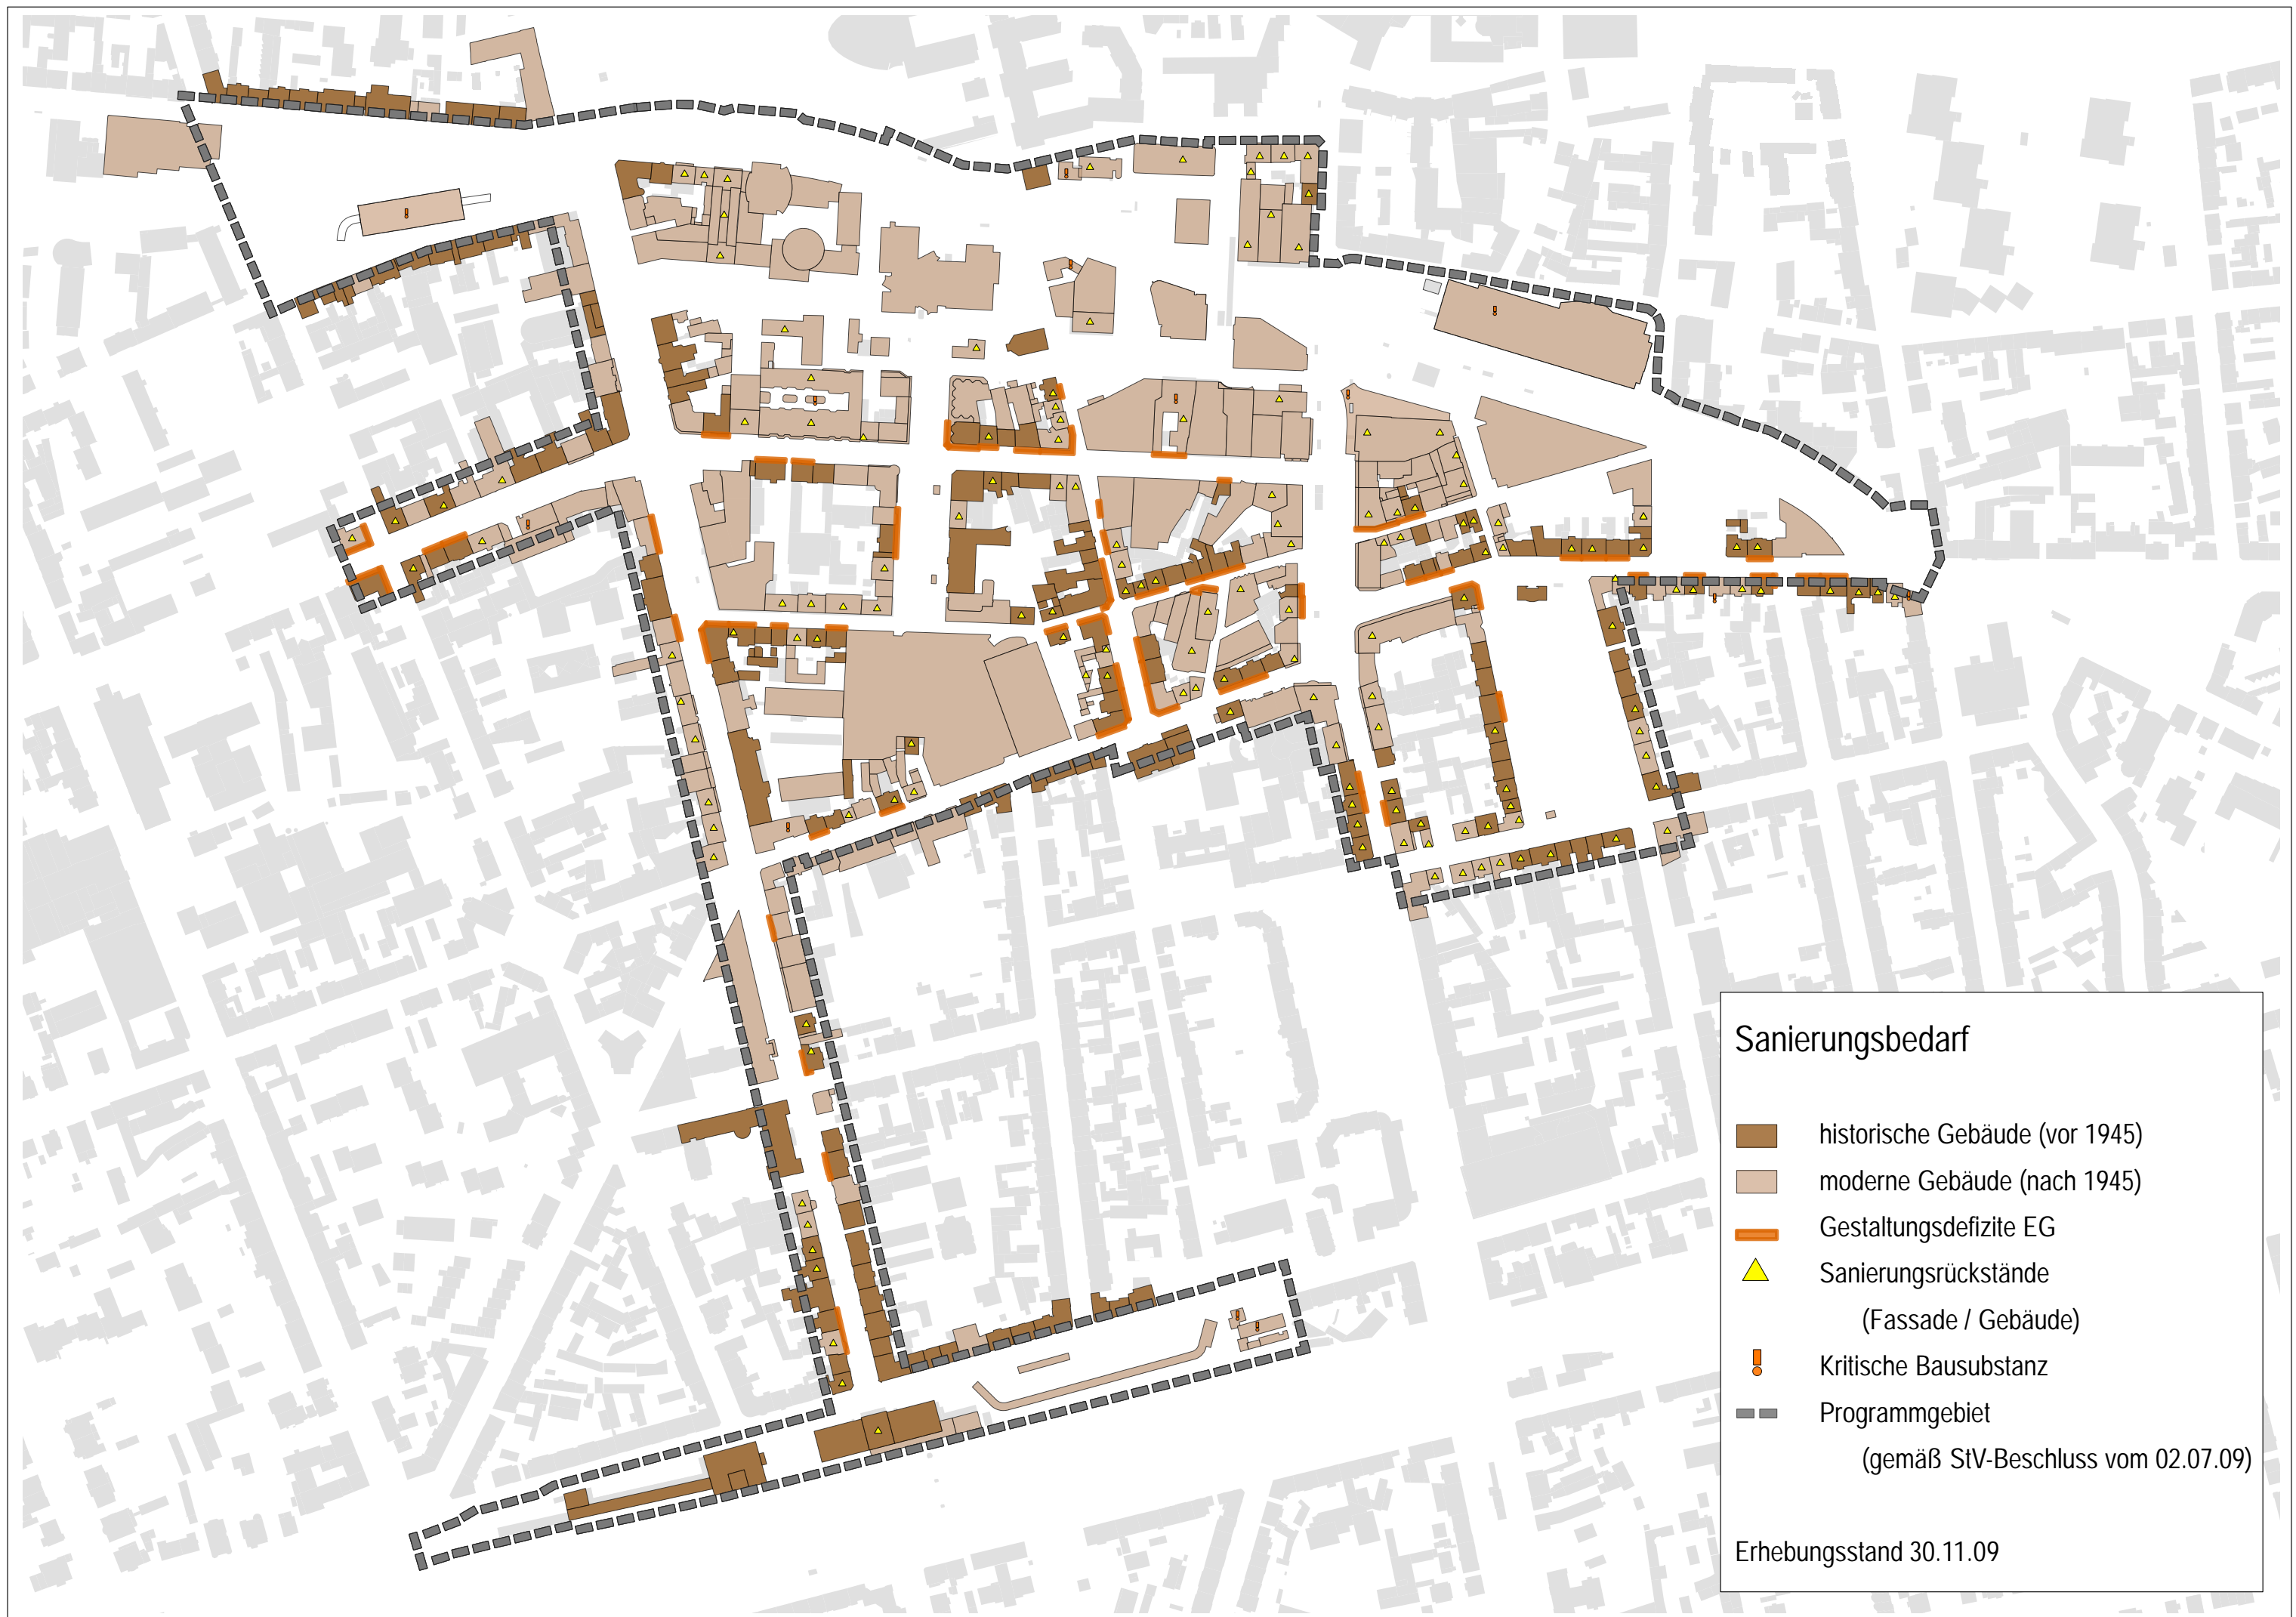 Sanierungsbedarf
historische Gebäude (vor 1945)
moderne Gebäude (nach 1945)
Gestaltungsdefizite EG
Sanierungsrückstände
(Fassade / Gebäude)
Kritische Bausubstanz
Programmgebiet
(gemäß StV-Beschluss vom 02.07.09)
Erhebungsstand 30.11.09